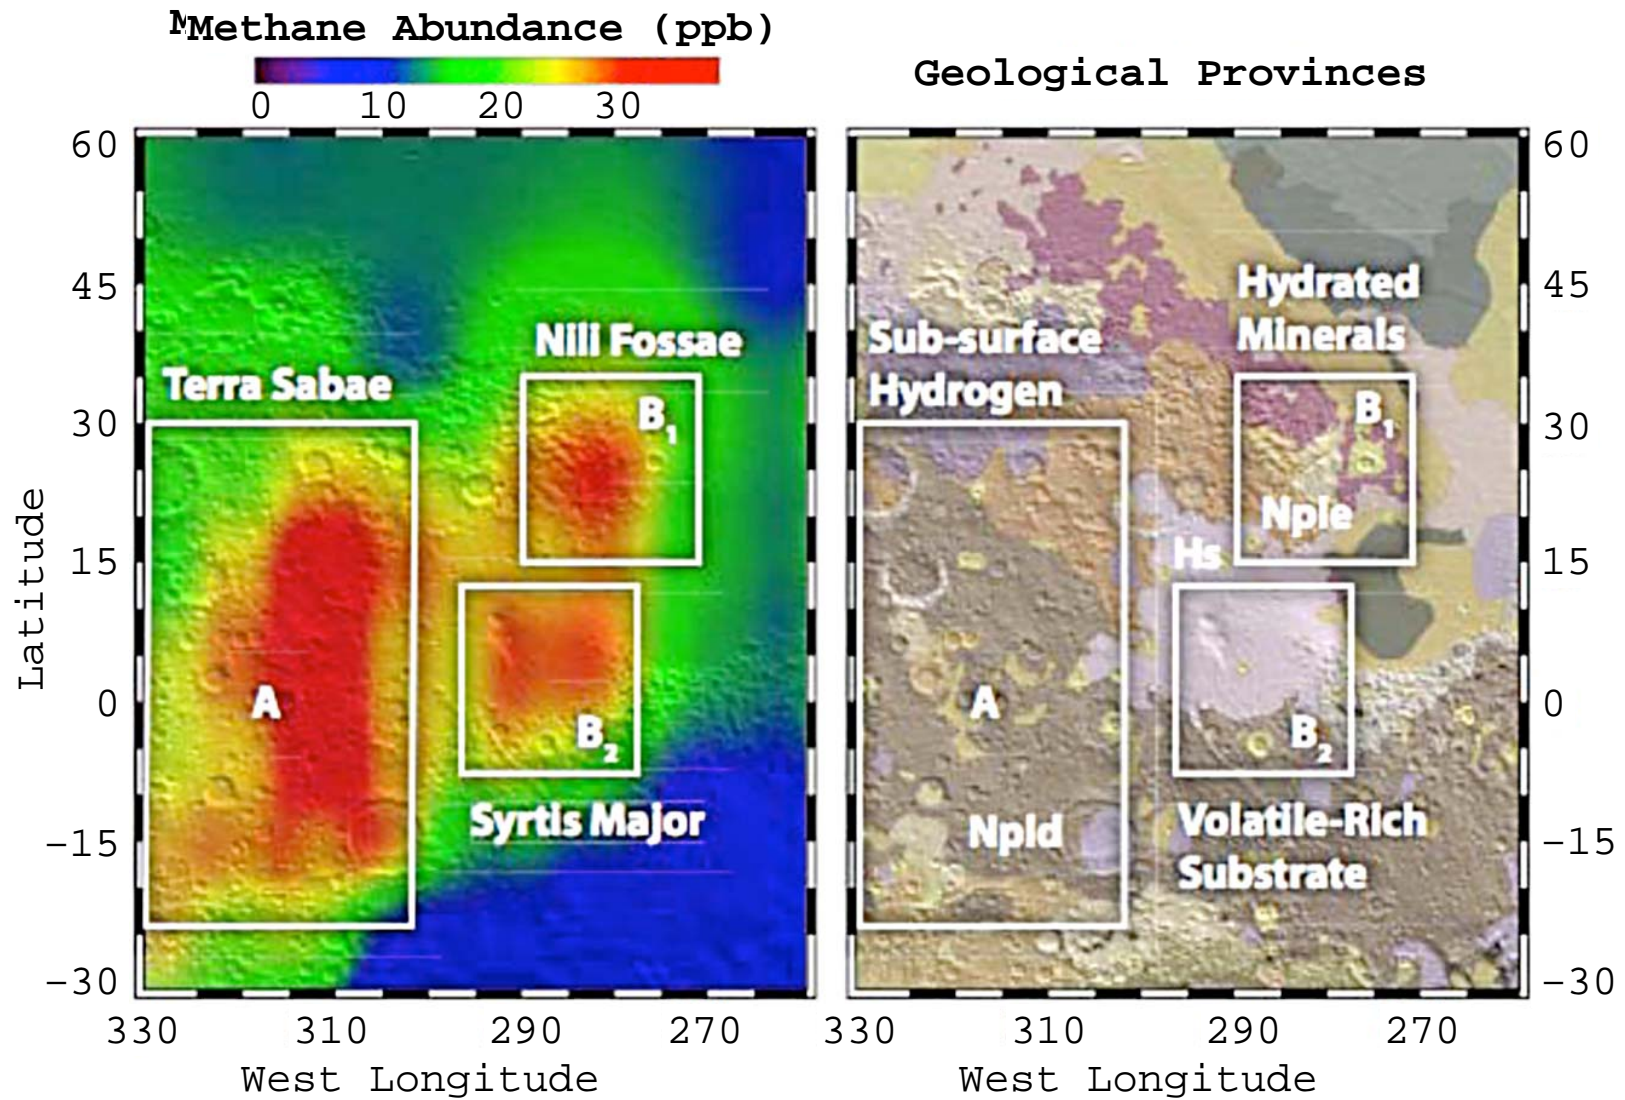 MMethane Abundance (ppb)
0 10 20 30
Geological Provinces
60
45
30
15
0
-15
-30
Latitude
Terra Sabae
Nili Fossae
B1
A
B2
Syrtis Major
330 310 290 270
West Longitude
Hydrated
Minerals
Sub-surface
Hydrogen
B1
Nple
Hs
A
B2
Npld
Volatile-Rich
Substrate
60
45
30
15
0
-15
-30
330 310 290 270
West Longitude